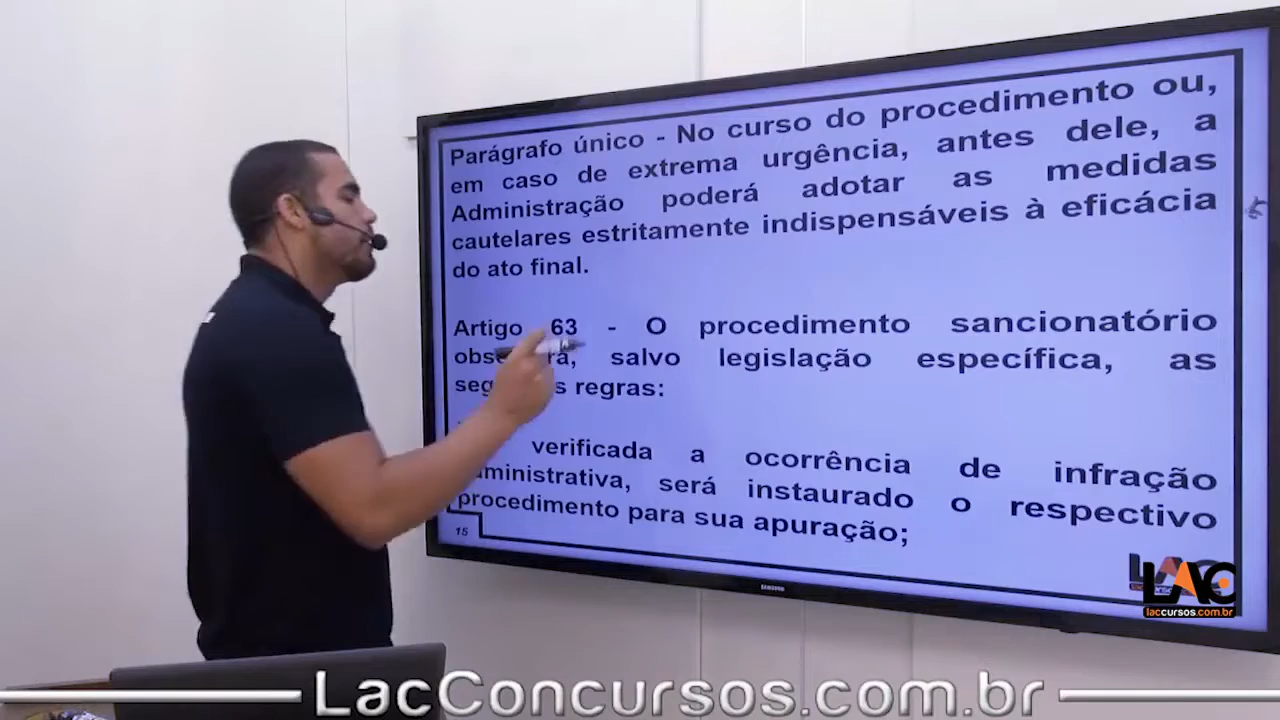 Parágrafo único - No curso do procedimento ou,
em caso de extrema urgência, antes dele, a
Administração poderá adotar as medidas
cautelares estritamente indispensáveis à eficácia
do ato final.
Artigo 63 - O procedimento sancionatório
salvo legislação específica, as
regras:
verificada a ocorrência de infração
administrativa, será instaurado o respectivo
procedimento para sua apuração;
15
SAMSUNG
LAC
laccursos.com.br
LacConcursos.com.br